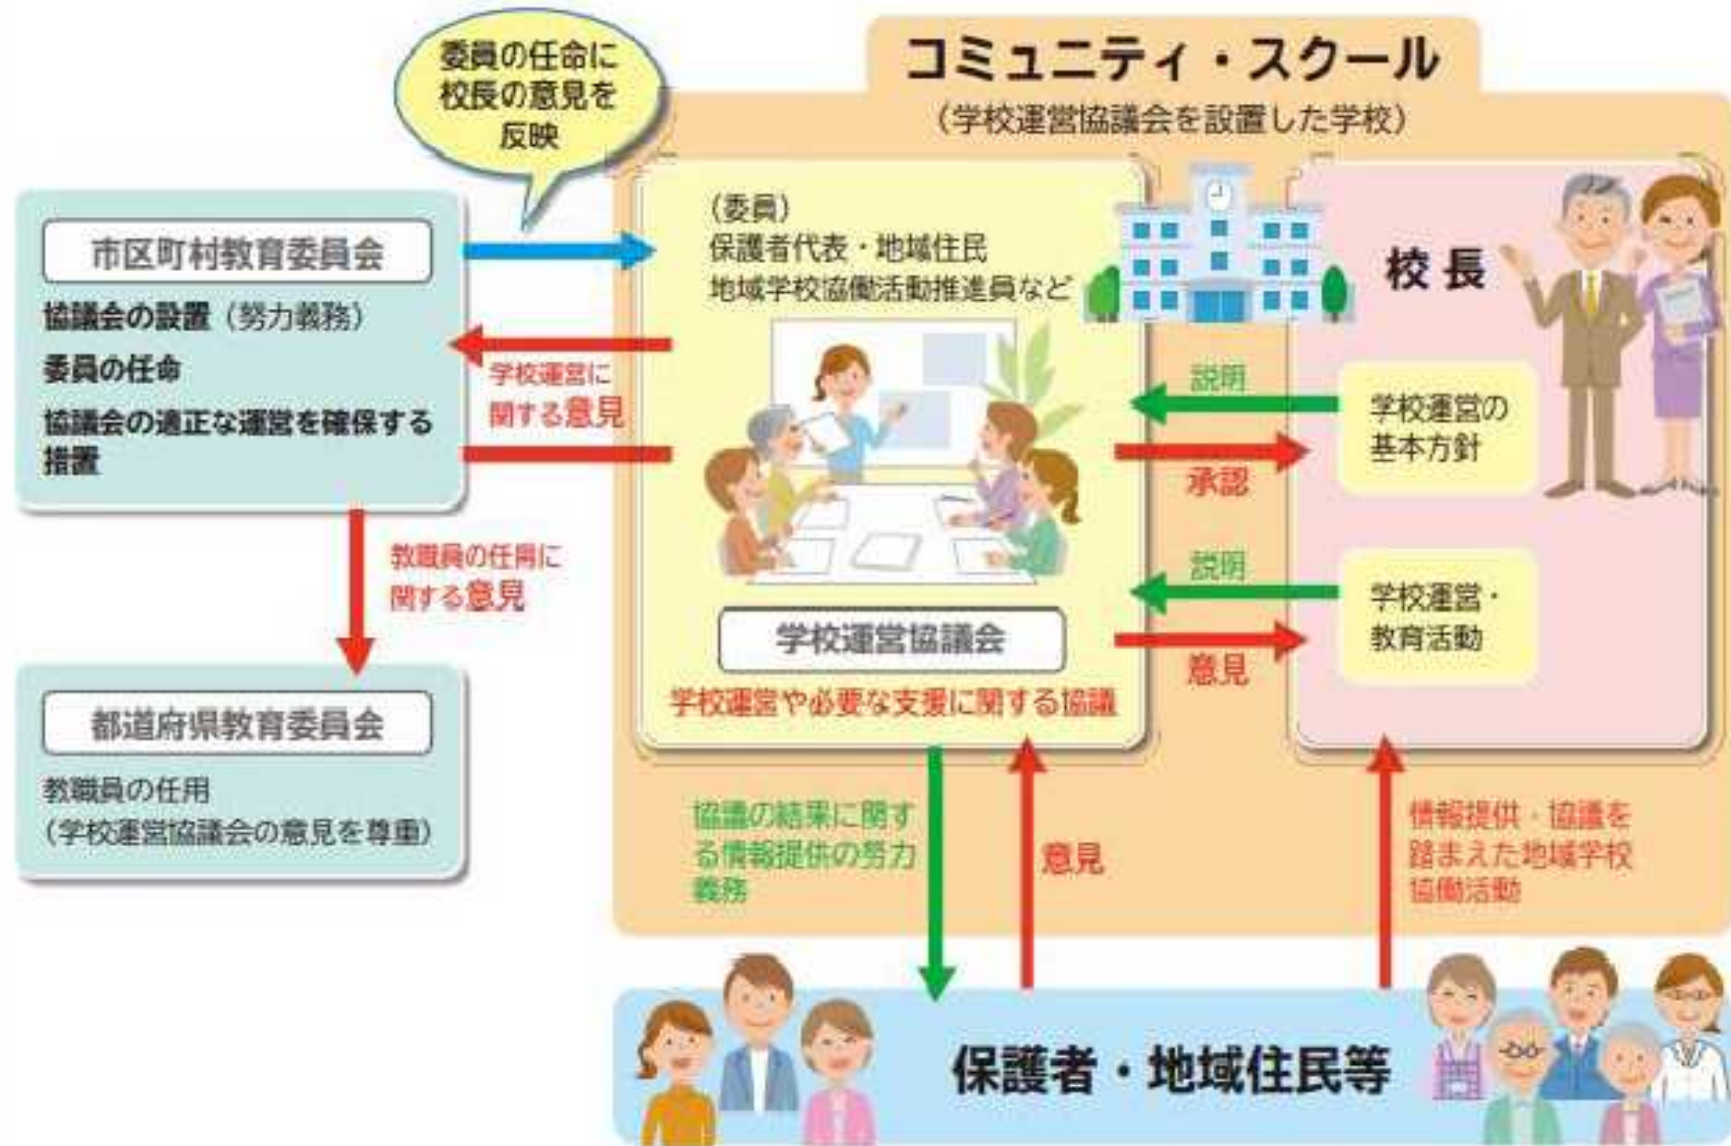 委員の任命に
校長の意見を
反映
コミュニティ・スクール
（学校運営協議会を設置した学校）
市区町村教育委員会
協議会の設置（努力義務）
委員の任命
協議会の適正な運営を確保する
措置
学校運営に
関する意見
教職員の任用に
関する意見
都道府県教育委員会
教職員の任用
（学校運営協議会の意見を尊重）
（委員）
保護者代表・地域住民
地域学校協働活動推進員など
学校運営協議会
学校運営や必要な支援に関する協議
校長
説明
承認
学校運営の
基本方針
説明
意見
学校運営・
教育活動
協議の結果に関す
る情報提供の努力
義務
意見
情報提供・協議を
踏まえた地域学校
協働活動
保護者・地域住民等